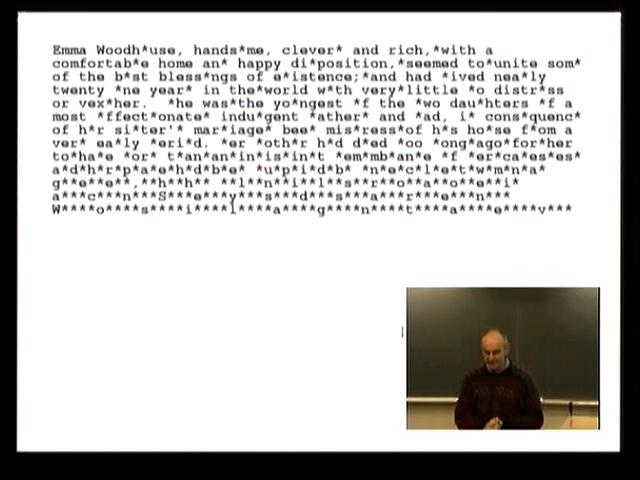 Emma Woodh*use, hands*me, clever* and rich,*with a
comfortab*e home an* happy di*position,*seemed to*unite som*
of the b*st bless*ngs of e*istence;*and had *ived nea*ly
twenty *ne year* in the*world w*th very*little *o distr*ss
or vex*her.  *he was*the yo*ngest *f the *wo dau*hters *f a
most *ffect*onate* indu*gent *ather* and *ad, i* cons*quenc*
of h*r si*ter'* mar*iage* bee* mis*ress*of h*s ho*se f*om a
ver* ea*ly *eri*d. *er *oth*r h*d d*ed *oo *ong*ago*for*her
to*ha*e *or* t*an*an*in*is*in*t *em*mb*an*e *f *er*ca*es*es*
a*d*h*r*p*a*e*h*d*b*e* *u*p*i*d*b* *n*e*c*l*e*t*w*m*n*a*
g*e*n*e**,**h**h** **l**n**i**l**s**r**o**a**o**e**i*
a***c***n***S***e***y***s***d***s***a***r***e***n***
W****o****s****i****l****a****g****n****t****a****e****v***